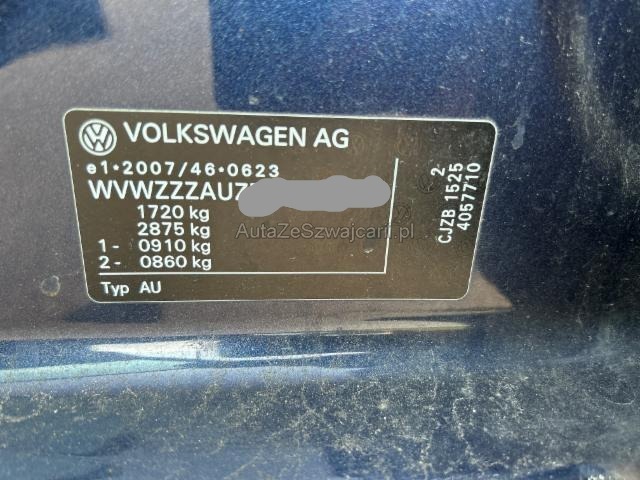 VOLKSWAGEN AG
e1*2007/46*0623
WVWZZZAUZ
1720 kg
2875 kg
1- 0910 kg
2- 0860 kg
Typ AU
2
CJZB 1525
4057710
AutaZeSzwajcarii.pl